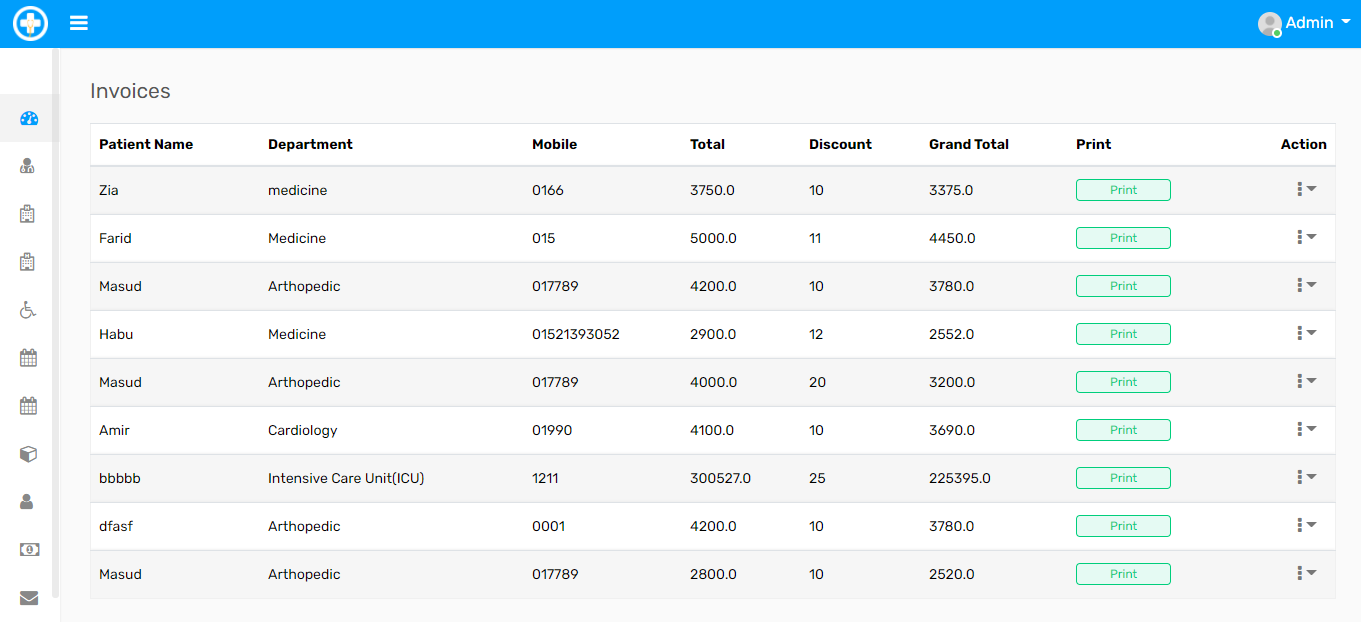 Admin
Invoices
Patient Name Department Mobile Total Discount Grand Total Print Action
Zia medicine 0166 3750.0 10 3375.0 Print
Farid Medicine 015 5000.0 11 4450.0 Print
Masud Arthopedic 017789 4200.0 10 3780.0 Print
Habu Medicine 01521393052 2900.0 12 2552.0 Print
Masud Arthopedic 017789 4000.0 20 3200.0 Print
Amir Cardiology 01990 4100.0 10 3690.0 Print
bbbbb Intensive Care Unit(ICU) 1211 300527.0 25 225395.0 Print
dfasf Arthopedic 0001 4200.0 10 3780.0 Print
Masud Arthopedic 017789 2800.0 10 2520.0 Print